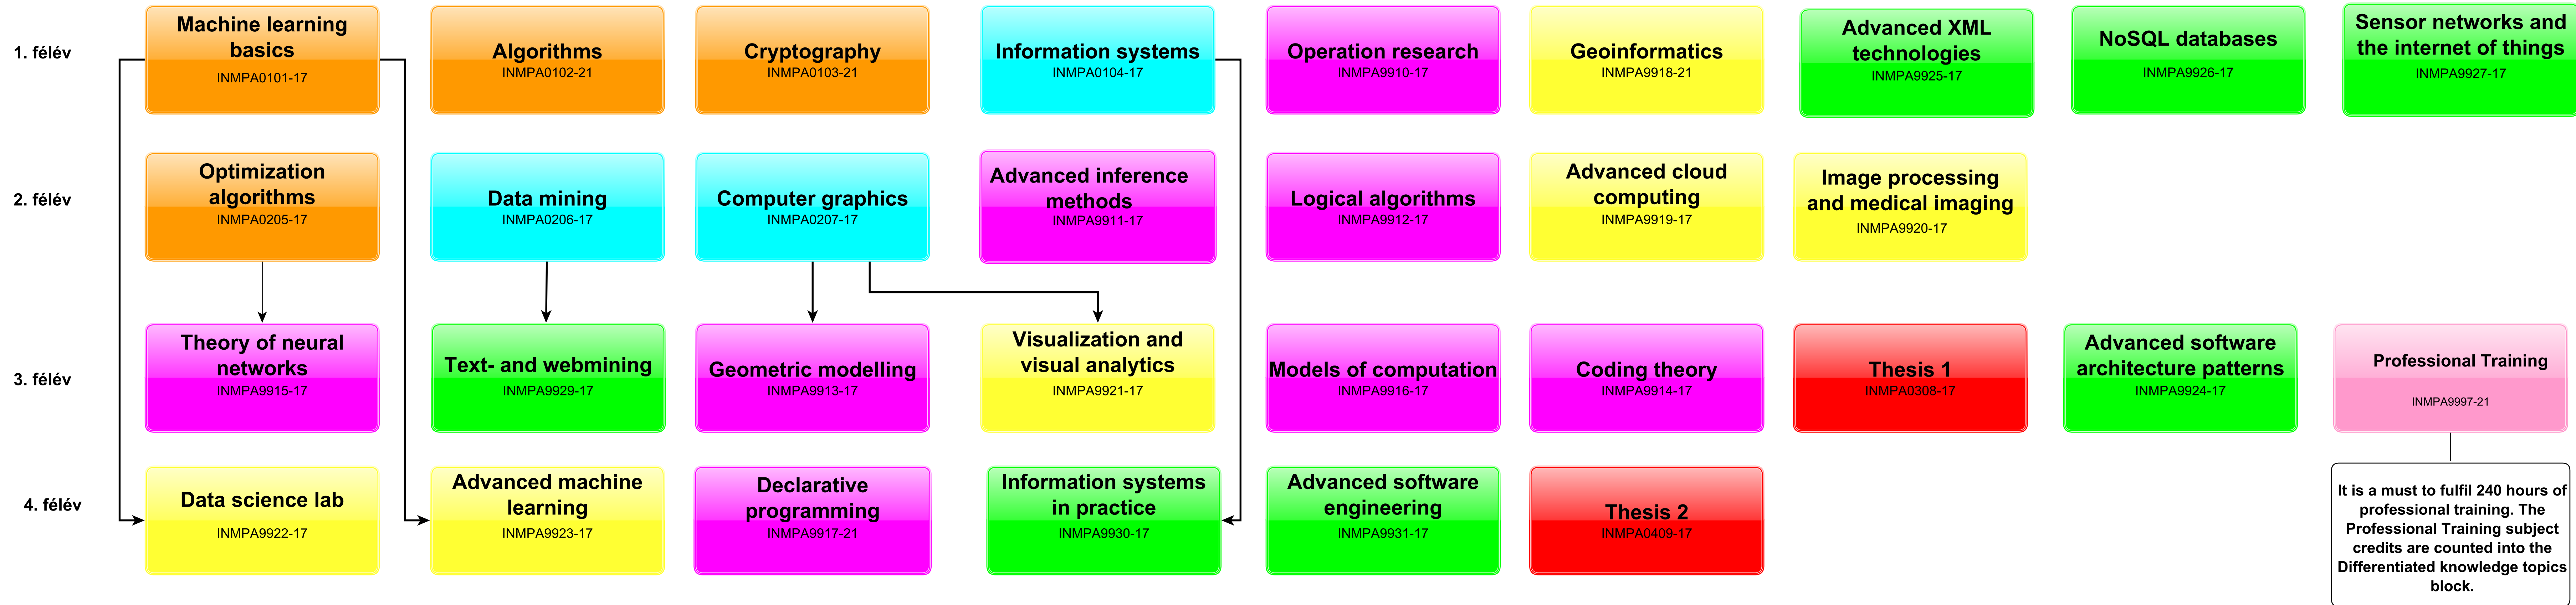 1. félév
Machine learning
basics
INMPA0101-17
Algorithms
INMPA0102-21
Cryptography
INMPA0103-21
Information systems
INMPA0104-17
Operation research
INMPA9910-17
Geoinformatics
INMPA9918-21
Advanced XML
technologies
INMPA9925-17
NoSQL databases
INMPA9926-17
Sensor networks and
the internet of things
INMPA9927-17
2. félév
Optimization
algorithms
INMPA0205-17
Data mining
INMPA0206-17
Computer graphics
INMPA0207-17
Advanced inference
methods
INMPA9911-17
Logical algorithms
INMPA9912-17
Advanced cloud
computing
INMPA9919-17
Image processing
and medical imaging
INMPA9920-17
3. félév
Theory of neural
networks
INMPA9915-17
Text- and webmining
INMPA9929-17
Geometric modelling
INMPA9913-17
Visualization and
visual analytics
INMPA9921-17
Models of computation
INMPA9916-17
Coding theory
INMPA9914-17
Thesis 1
INMPA0308-17
Advanced software
architecture patterns
INMPA9924-17
Professional Training
INMPA9997-21
4. félév
Data science lab
INMPA9922-17
Advanced machine
learning
INMPA9923-17
Declarative
programming
INMPA9917-21
Information systems
in practice
INMPA9930-17
Advanced software
engineering
INMPA9931-17
Thesis 2
INMPA0409-17
It is a must to fulfil 240 hours of
professional training. The
Professional Training subject
credits are counted into the
Differentiated knowledge topics
block.